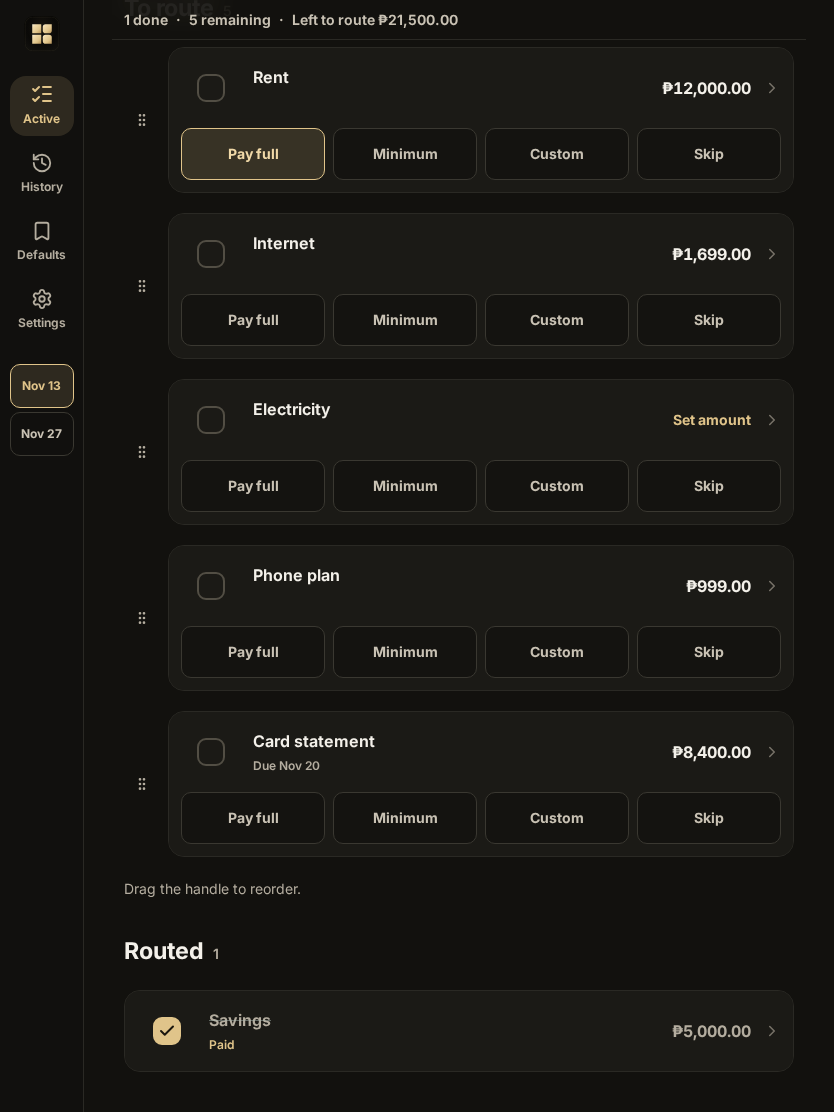 To route 5
1 done · 5 remaining · Left to route ₱21,500.00
Active
History
Defaults
Settings
Nov 13
Nov 27
Rent
₱12,000.00
Pay full Minimum Custom Skip
Internet
₱1,699.00
Pay full Minimum Custom Skip
Electricity
Set amount
Pay full Minimum Custom Skip
Phone plan
₱999.00
Pay full Minimum Custom Skip
Card statement
Due Nov 20
₱8,400.00
Pay full Minimum Custom Skip
Drag the handle to reorder.
Routed 1
Savings
Paid
₱5,000.00